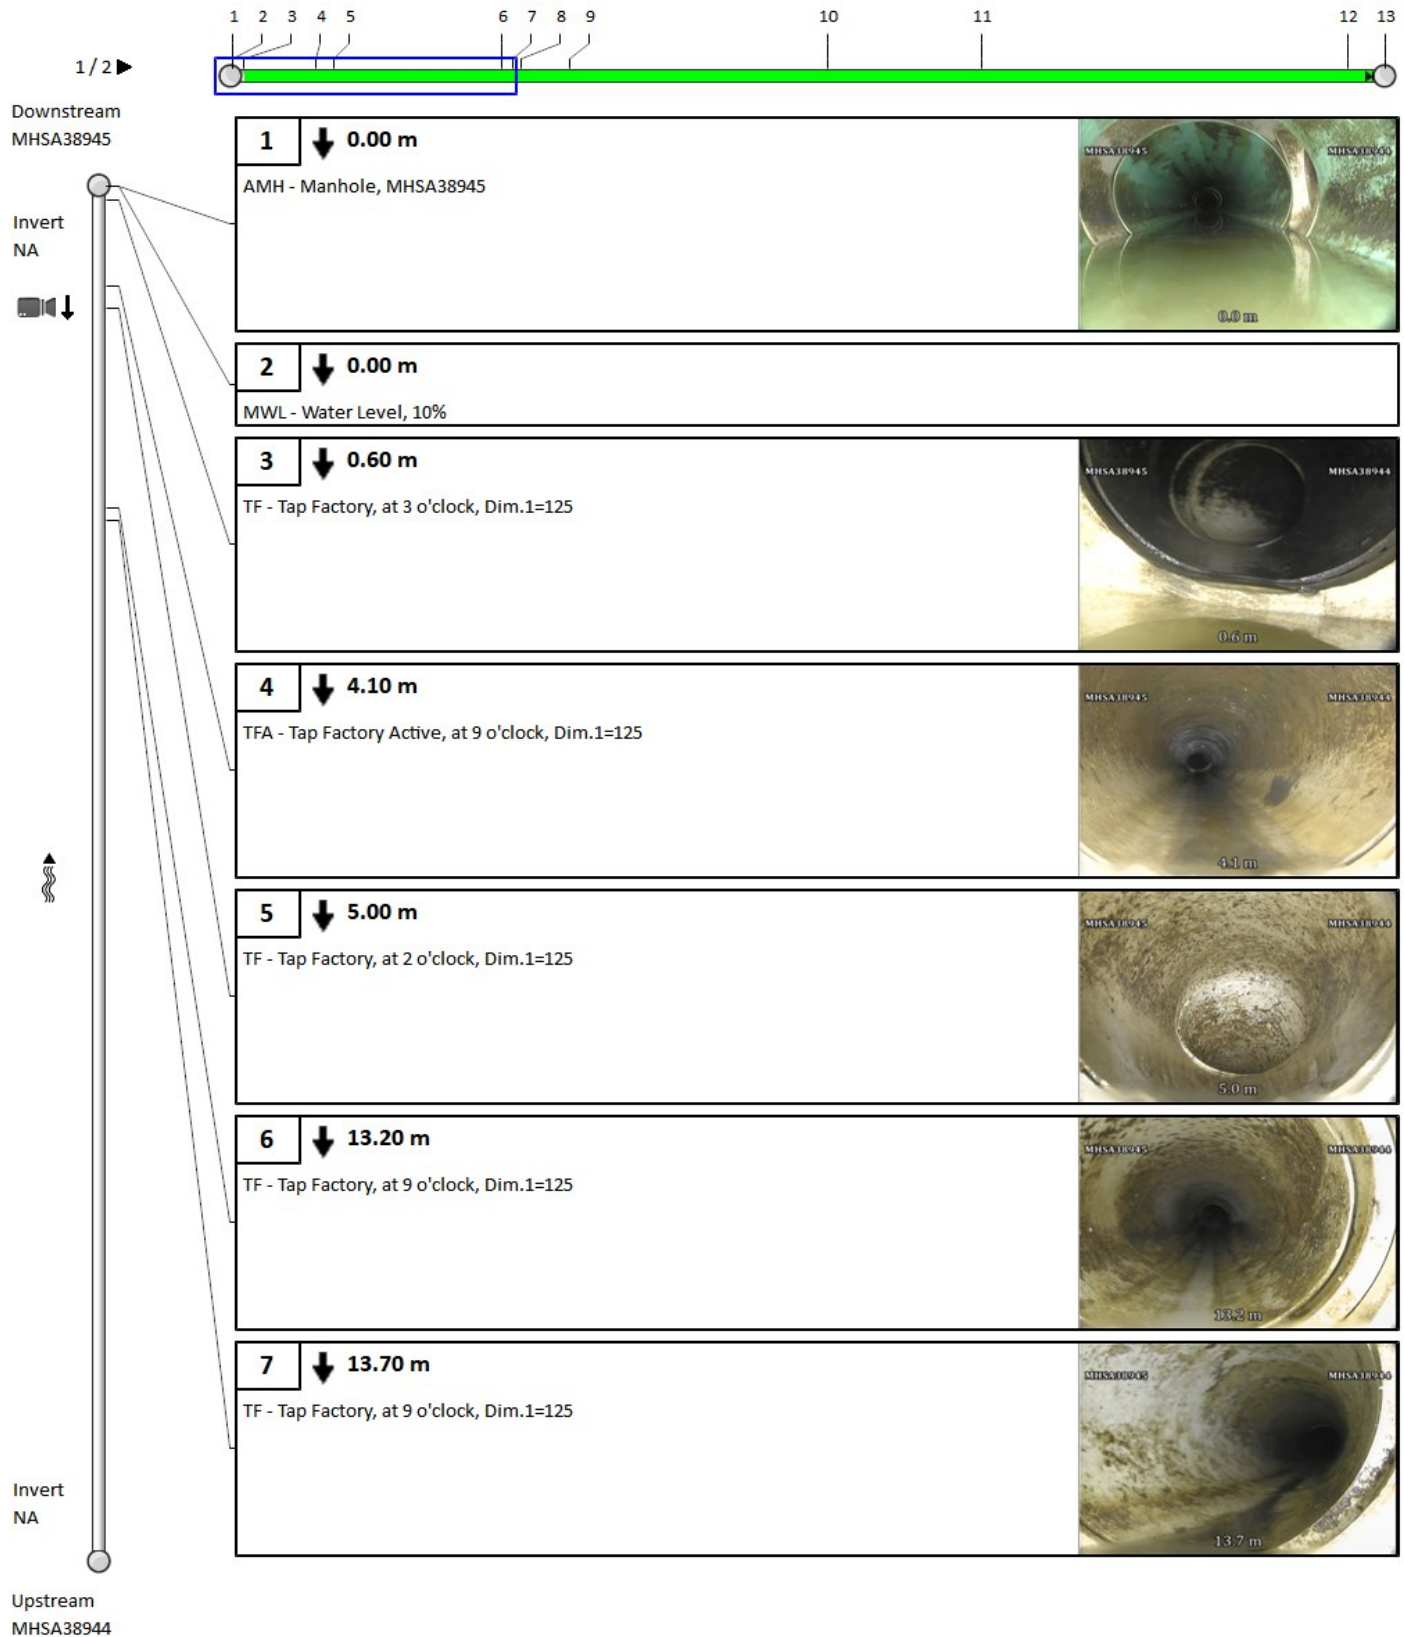 1 2 3 4 5 6 7 8 9 10 11 12 13
1 / 2
Downstream
MHSA38945
1 0.00 m
AMH - Manhole, MHSA38945
MHSA38945 MHSA38944
0.0 m
Invert
NA
2 0.00 m
MWL - Water Level, 10%
3 0.60 m
TF - Tap Factory, at 3 o'clock, Dim.1=125
MHSA38945 MHSA38944
0.6 m
4 4.10 m
TFA - Tap Factory Active, at 9 o'clock, Dim.1=125
MHSA38945 MHSA38944
4.1 m
5 5.00 m
TF - Tap Factory, at 2 o'clock, Dim.1=125
MHSA38945 MHSA38944
5.0 m
6 13.20 m
TF - Tap Factory, at 9 o'clock, Dim.1=125
MHSA38945 MHSA38944
13.2 m
7 13.70 m
TF - Tap Factory, at 9 o'clock, Dim.1=125
MHSA38945 MHSA38944
13.7 m
Invert
NA
Upstream
MHSA38944